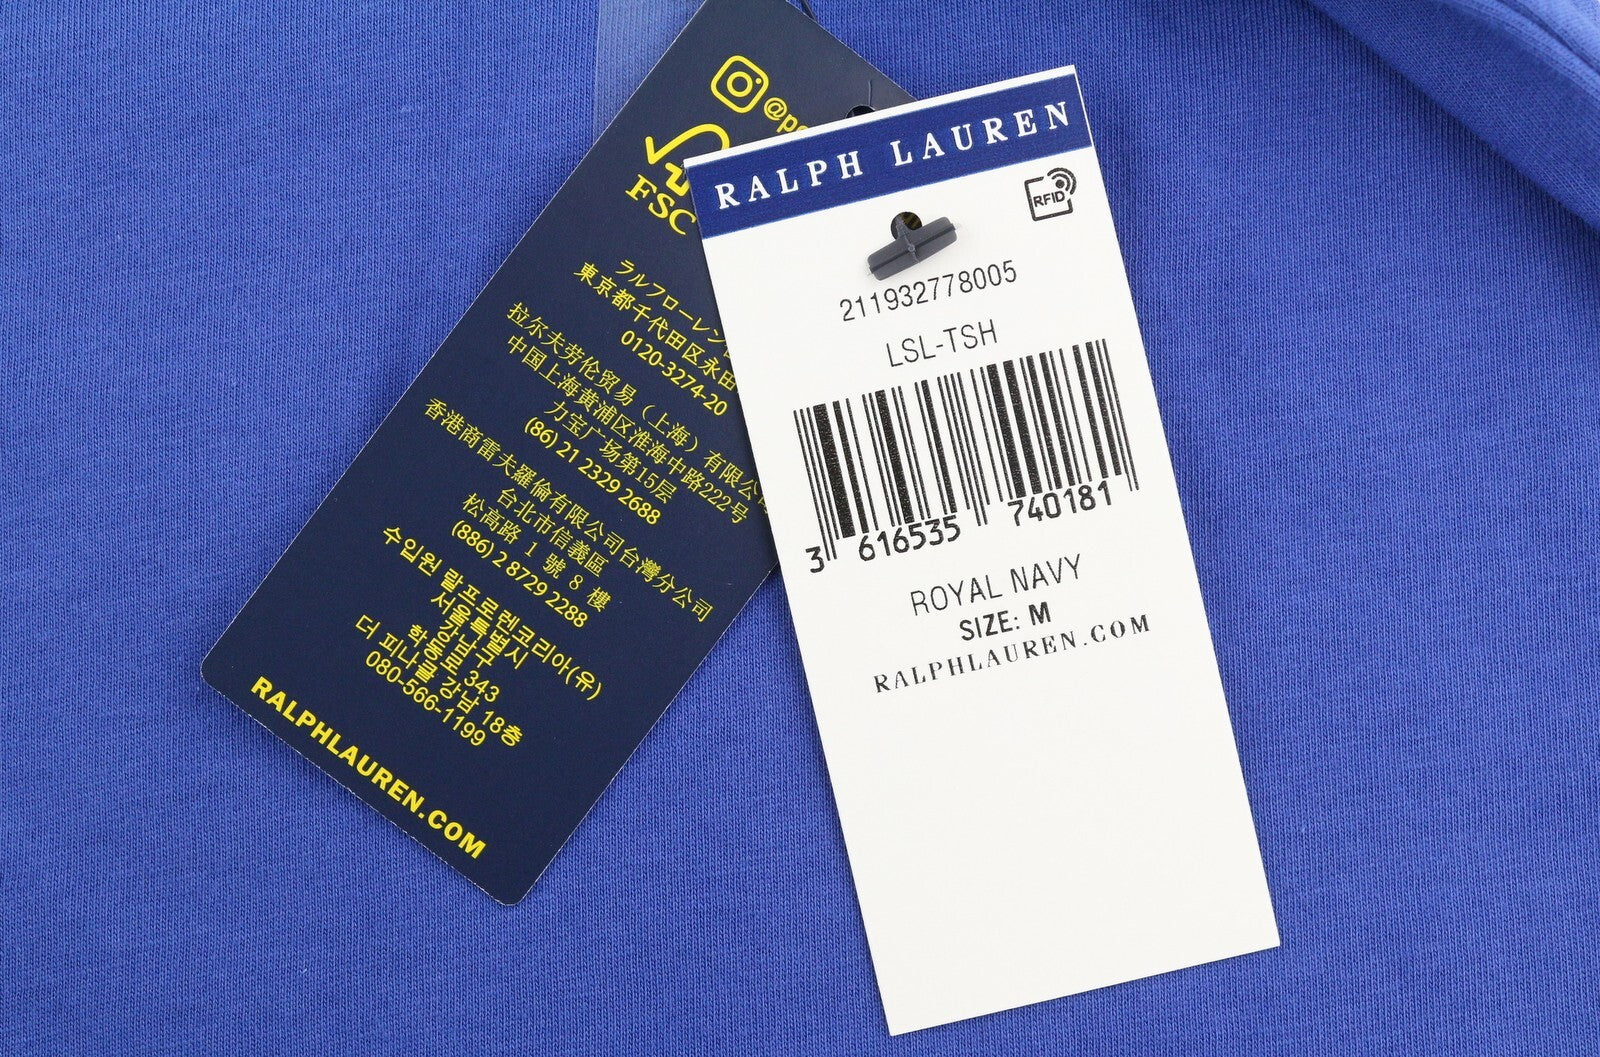 @po
FSC
ラルフローレン
東京都千代田区永田
0120-3274-20
拉尔夫劳伦贸易（上海）有限公
中国上海黄浦区淮海中路222号
力宝广场第15层
(86) 21 2329 2688
香港商雷夫羅倫有限公司台灣分公司
台北市信義區
松高路 1 號 8 樓
(886) 2 8729 2288
수입원 랄프로렌코리아(유)
서울특별시
강남구
학동로 343
더 피나클 강남 18층
080-566-1199
RALPHLAUREN.COM
RALPH LAUREN
RFID
211932778005
LSL-TSH
3 616535 740181
ROYAL NAVY
SIZE: M
RALPHLAUREN.COM